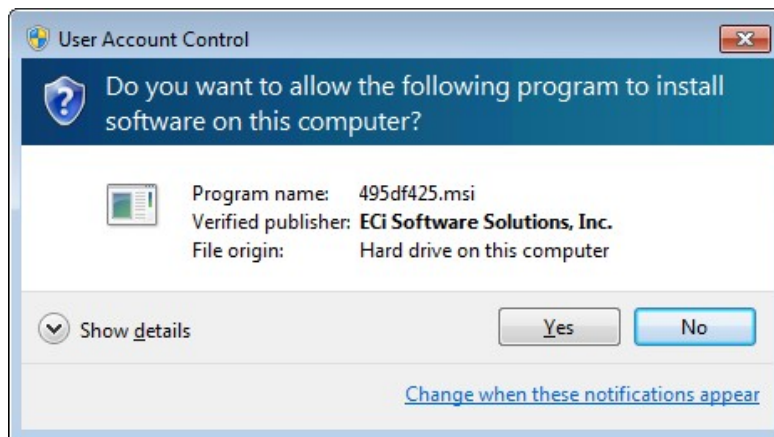 User Account Control
Do you want to allow the following program to install
software on this computer?
Program name: 495df425.msi
Verified publisher: ECi Software Solutions, Inc.
File origin: Hard drive on this computer
Show details
Yes
No
Change when these notifications appear